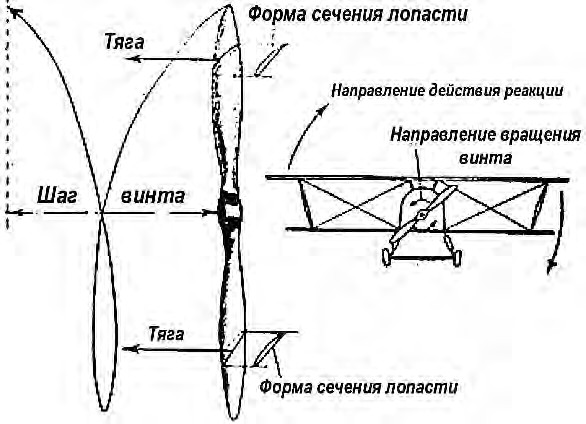 Форма сечения лопасти
Тяга
Направление действия реакции
Направление вращения
винта
Шаг винта
Тяга
Форма сечения лопасти